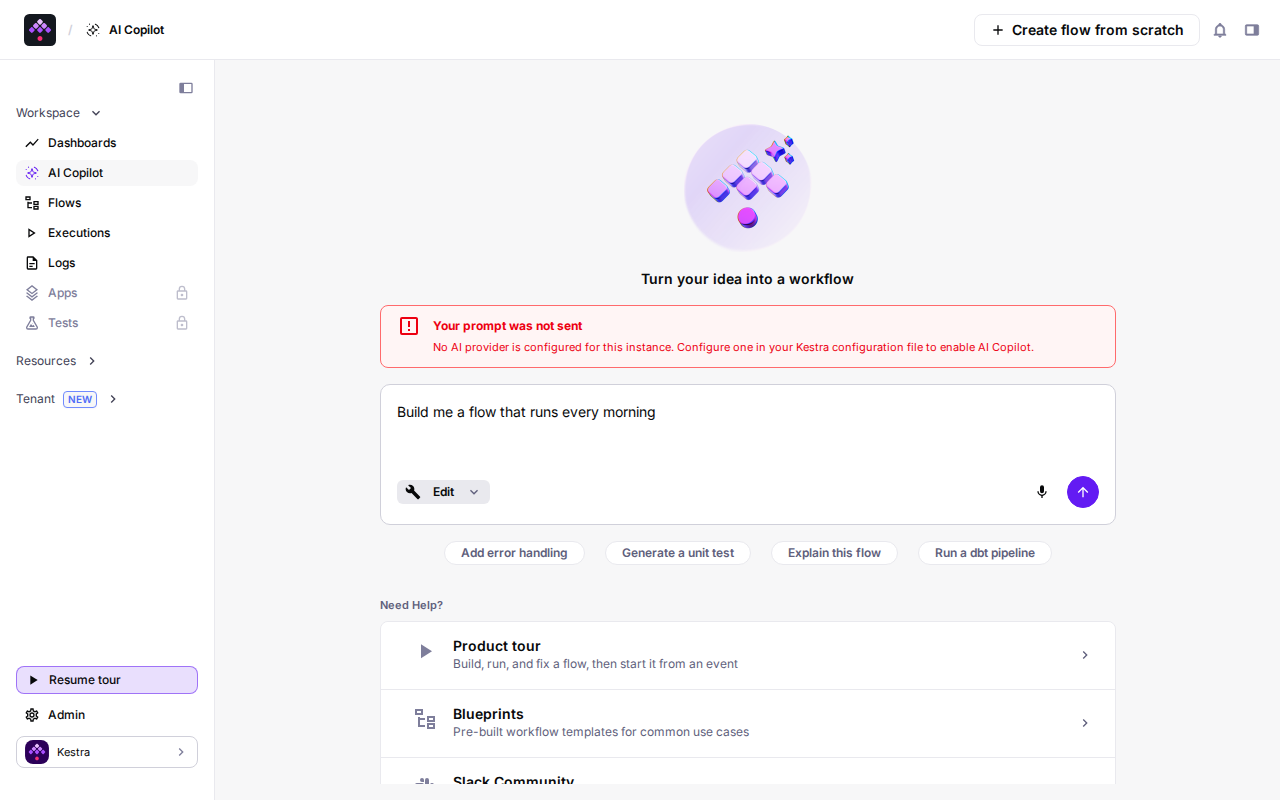 / AI Copilot
Create flow from scratch
Workspace
Dashboards
AI Copilot
Flows
Executions
Logs
Apps
Tests
Resources
Tenant NEW
Resume tour
Admin
Kestra
Turn your idea into a workflow
Your prompt was not sent
No AI provider is configured for this instance. Configure one in your Kestra configuration file to enable AI Copilot.
Build me a flow that runs every morning
Edit
Add error handling
Generate a unit test
Explain this flow
Run a dbt pipeline
Need Help?
Product tour
Build, run, and fix a flow, then start it from an event
Blueprints
Pre-built workflow templates for common use cases
Slack Community